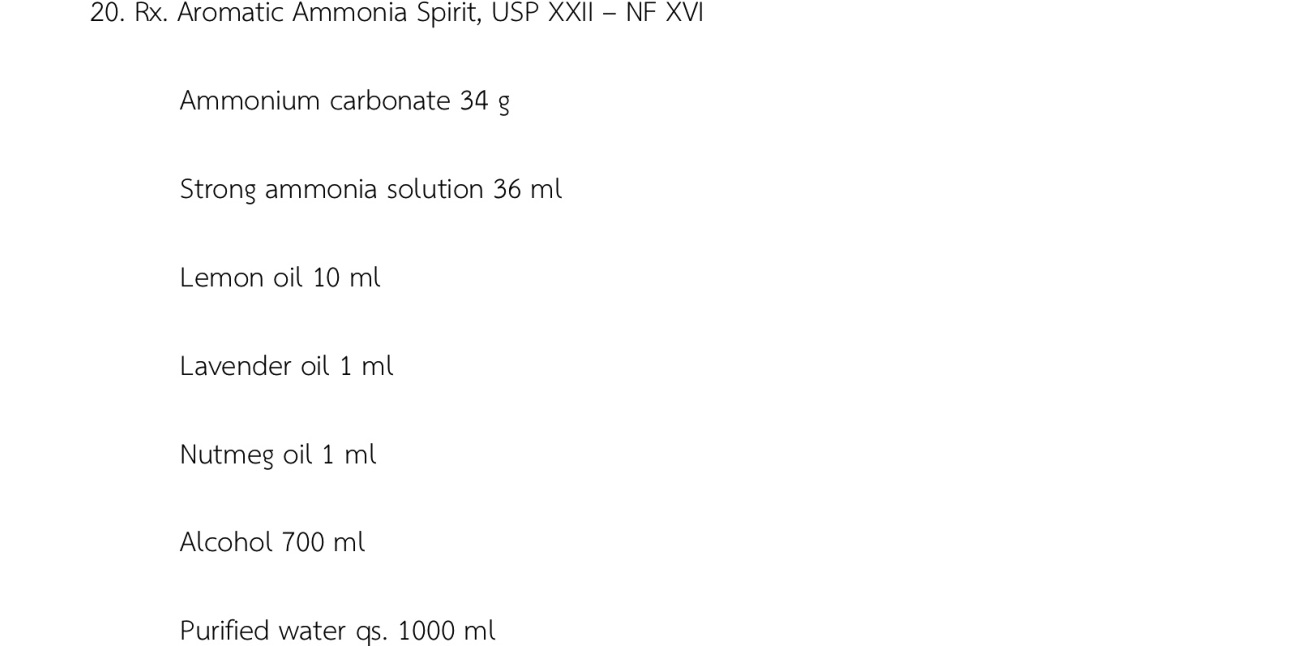 20. Rx. Aromatic Ammonia Spirit, USP XXII – NF XVI
Ammonium carbonate 34 g
Strong ammonia solution 36 ml
Lemon oil 10 ml
Lavender oil 1 ml
Nutmeg oil 1 ml
Alcohol 700 ml
Purified water qs. 1000 ml